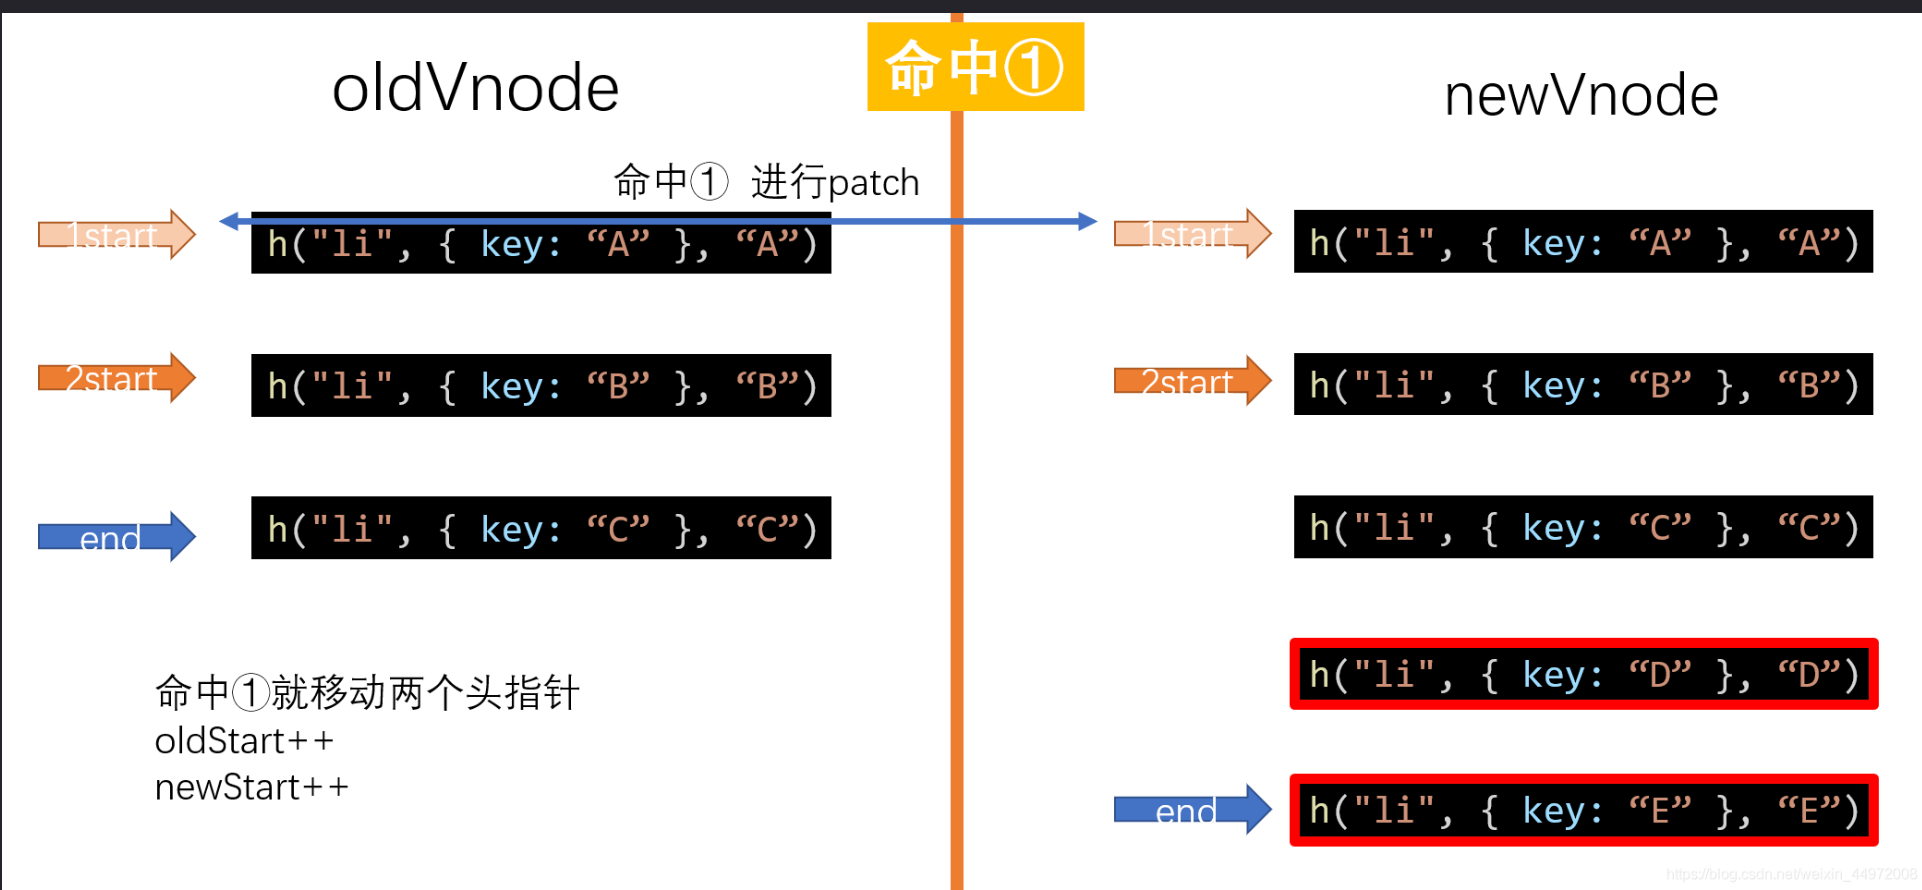 命中①
oldVnode
newVnode
命中① 进行patch
1start
h("li", { key: “A” }, “A”)
1start
h("li", { key: “A” }, “A”)
2start
h("li", { key: “B” }, “B”)
2start
h("li", { key: “B” }, “B”)
end
h("li", { key: “C” }, “C”)
h("li", { key: “C” }, “C”)
h("li", { key: “D” }, “D”)
命中①就移动两个头指针
oldStart++
newStart++
end
h("li", { key: “E” }, “E”)
https://blog.csdn.net/weixin_44972008